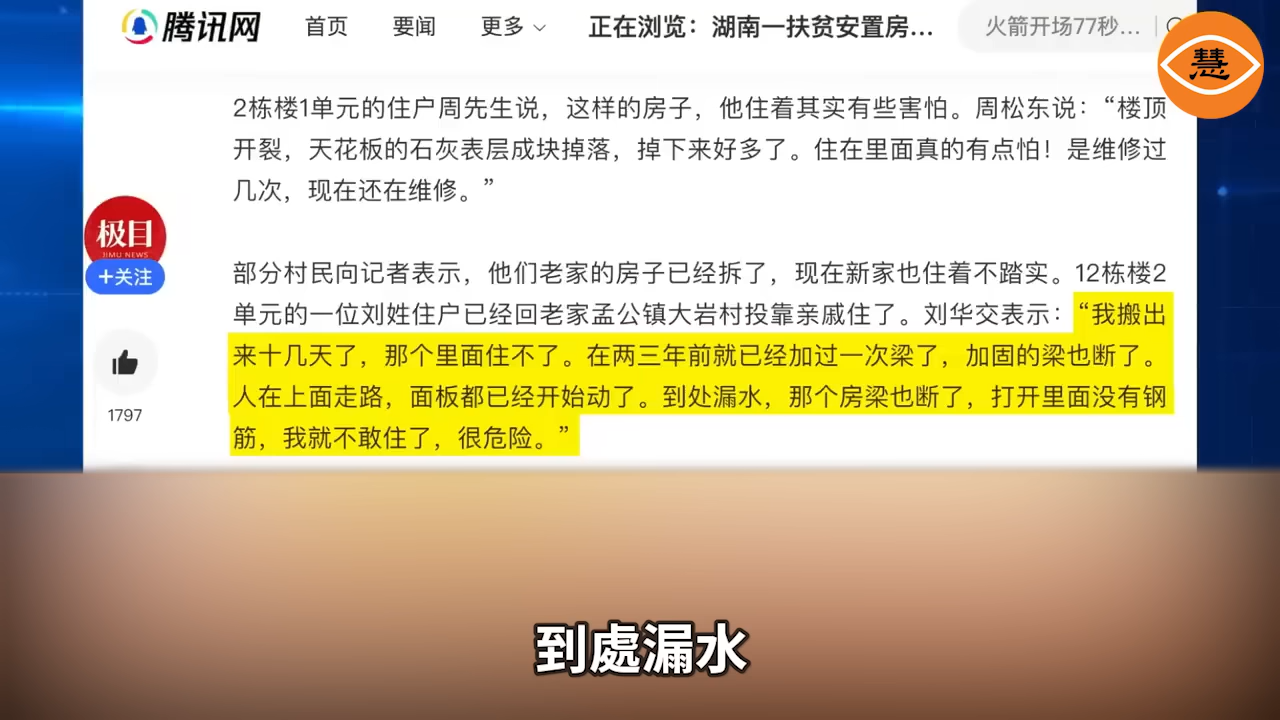 腾讯网 首页 要闻 更多 正在浏览：湖南一扶贫安置房... 火箭开场77秒...
慧
2栋楼1单元的住户周先生说，这样的房子，他住着其实有些害怕。周松东说：“楼顶
开裂，天花板的石灰表层成块掉落，掉下来好多了。住在里面真的有点怕！是维修过
几次，现在还在维修。”
极目
JIMU NEWS
+关注
部分村民向记者表示，他们老家的房子已经拆了，现在新家也住着不踏实。12栋楼2
单元的一位刘姓住户已经回老家孟公镇大岩村投靠亲戚住了。刘华交表示：“我搬出
来十几天了，那个里面住不了。在两三年前就已经加过一次梁了，加固的梁也断了。
人在上面走路，面板都已经开始动了。到处漏水，那个房梁也断了，打开里面没有钢
筋，我就不敢住了，很危险。”
1797
到處漏水